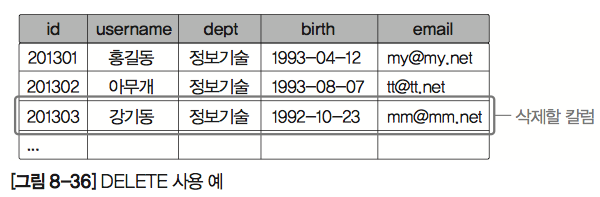 id username dept birth email
201301 홍길동 정보기술 1993-04-12 my@my.net
201302 아무개 정보기술 1993-08-07 tt@tt.net
201303 강기동 정보기술 1992-10-23 mm@mm.net 삭제할 칼럼
...
[그림 8-36] DELETE 사용 예